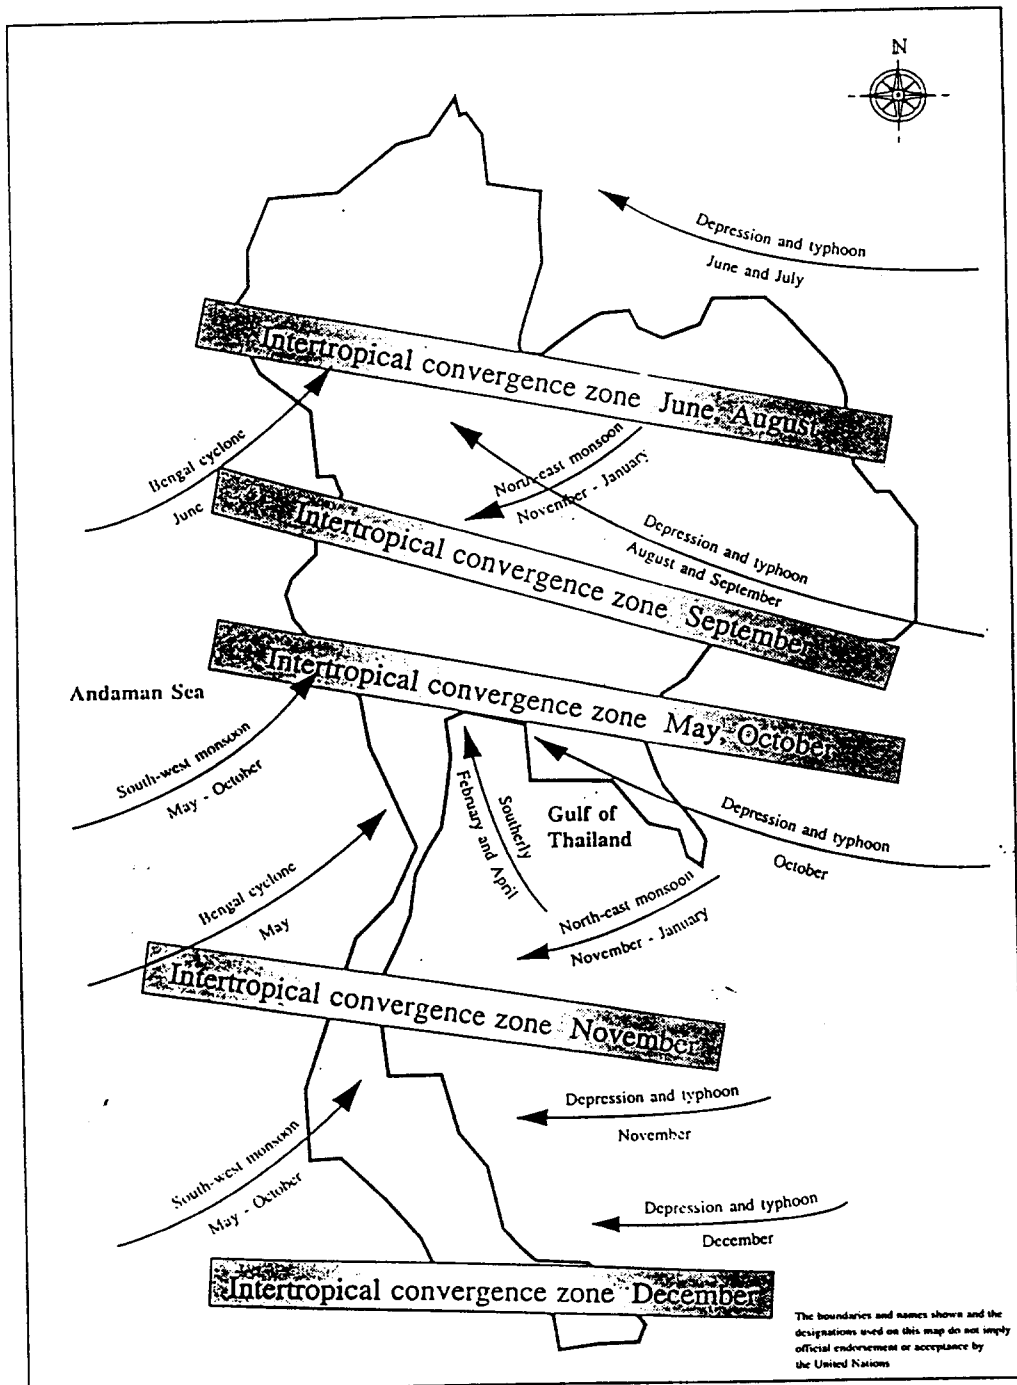 N
Depression and typhoon
June and July
Intertropical convergence zone June, August
Bengal cyclone
June
North-east monsoon
November - January
Depression and typhoon
August and September
Intertropical convergence zone September
Intertropical convergence zone May, October
Andaman Sea
South-west monsoon
May - October
Southerly
February and April
Gulf of
Thailand
Depression and typhoon
October
Bengal cyclone
May
North-east monsoon
November - January
Intertropical convergence zone November
Depression and typhoon
November
South-west monsoon
May - October
Depression and typhoon
December
Intertropical convergence zone December
The boundaries and names shown and the
designations used on this map do not imply
official endorsement or acceptance by
the United Nations